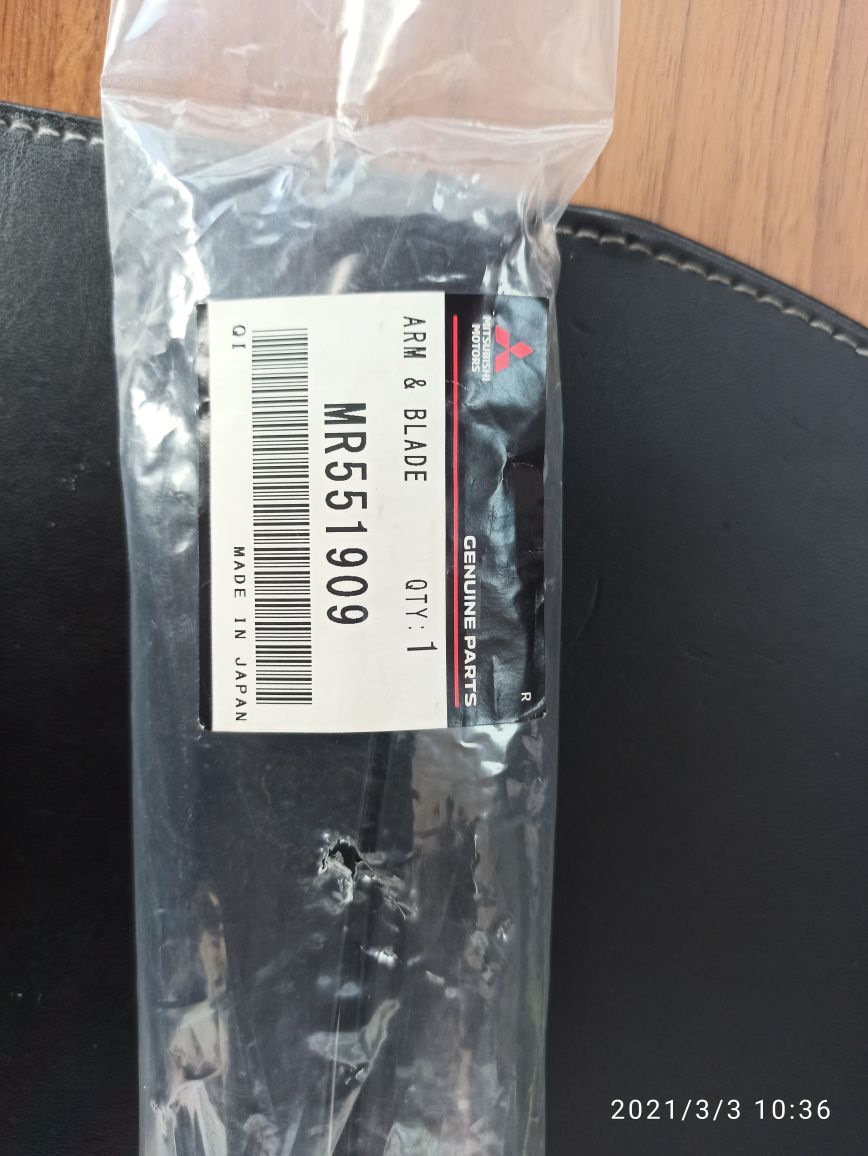 MITSUBISHI
MOTORS
GENUINE PARTS
R
ARM & BLADE QTY: 1
MR551909
QI MADE IN JAPAN
2021/3/3 10:36